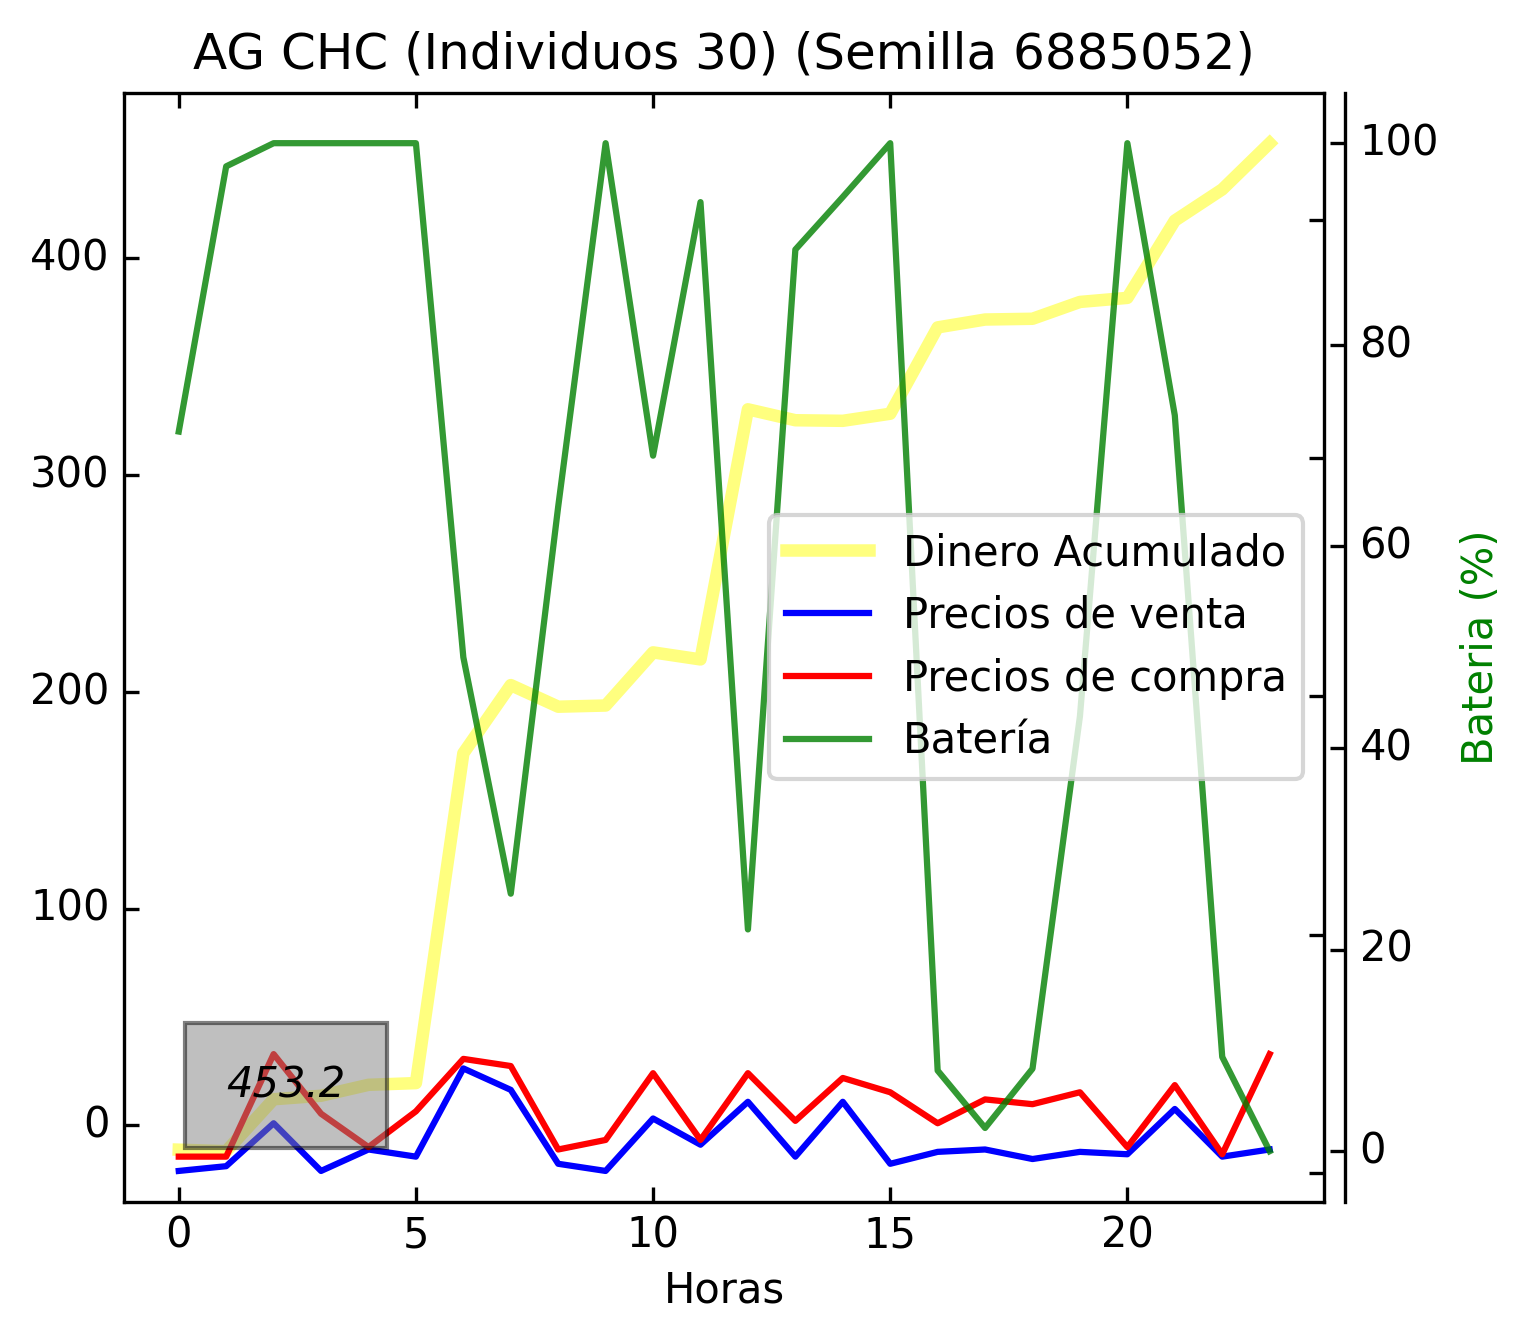 AG CHC (Individuos 30) (Semilla 6885052)
400
300
200
100
0
100
80
60
40
20
0
Bateria (%)
Dinero Acumulado
Precios de venta
Precios de compra
Batería
453.2
0 5 10 15 20
Horas